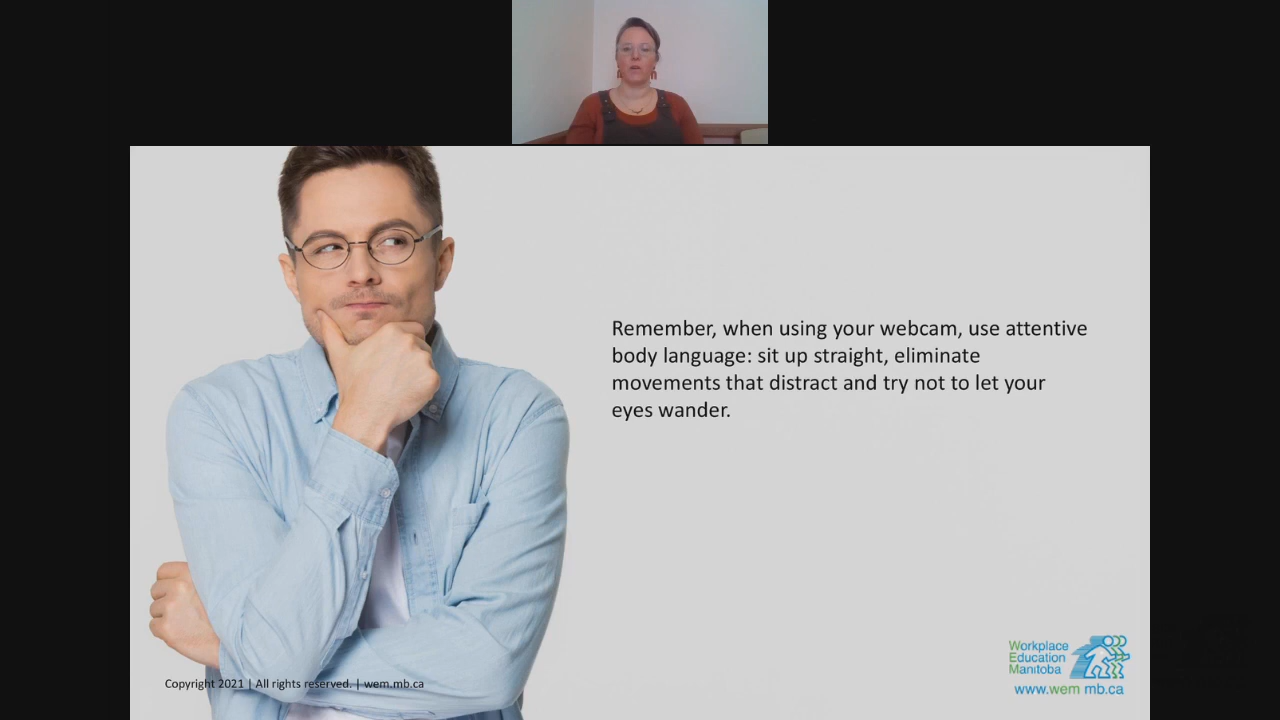 Remember, when using your webcam, use attentive
body language: sit up straight, eliminate
movements that distract and try not to let your
eyes wander.
Workplace
Education
Manitoba
www.wem mb.ca
Copyright 2021 | All rights reserved. | wem.mb.ca